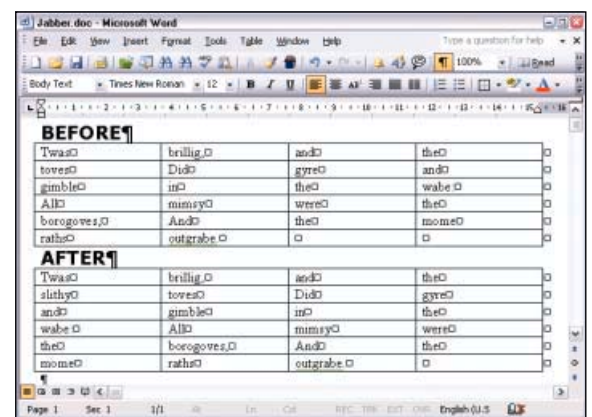 Jabber.doc - Microsoft Word
File Edit View Insert Format Tools Table Window Help Type a question for help
100% Read
Body Text Times New Roman 12 B I U
BEFORE¶
Twas¤ brillig,¤ and¤ the¤ ¤
toves¤ Did¤ gyre¤ and¤ ¤
gimble¤ in¤ the¤ wabe:¤ ¤
All¤ mimsy¤ were¤ the¤ ¤
borogoves,¤ And¤ the¤ mome¤ ¤
raths¤ outgrabe.¤ ¤ ¤ ¤
AFTER¶
Twas¤ brillig,¤ and¤ the¤ ¤
slithy¤ toves¤ Did¤ gyre¤ ¤
and¤ gimble¤ in¤ the¤ ¤
wabe:¤ All¤ mimsy¤ were¤ ¤
the¤ borogoves,¤ And¤ the¤ ¤
mome¤ raths¤ outgrabe.¤ ¤ ¤
¶
Page 1 Sec 1 1/1 At Ln Col REC TRK EXT OVR English (U.S